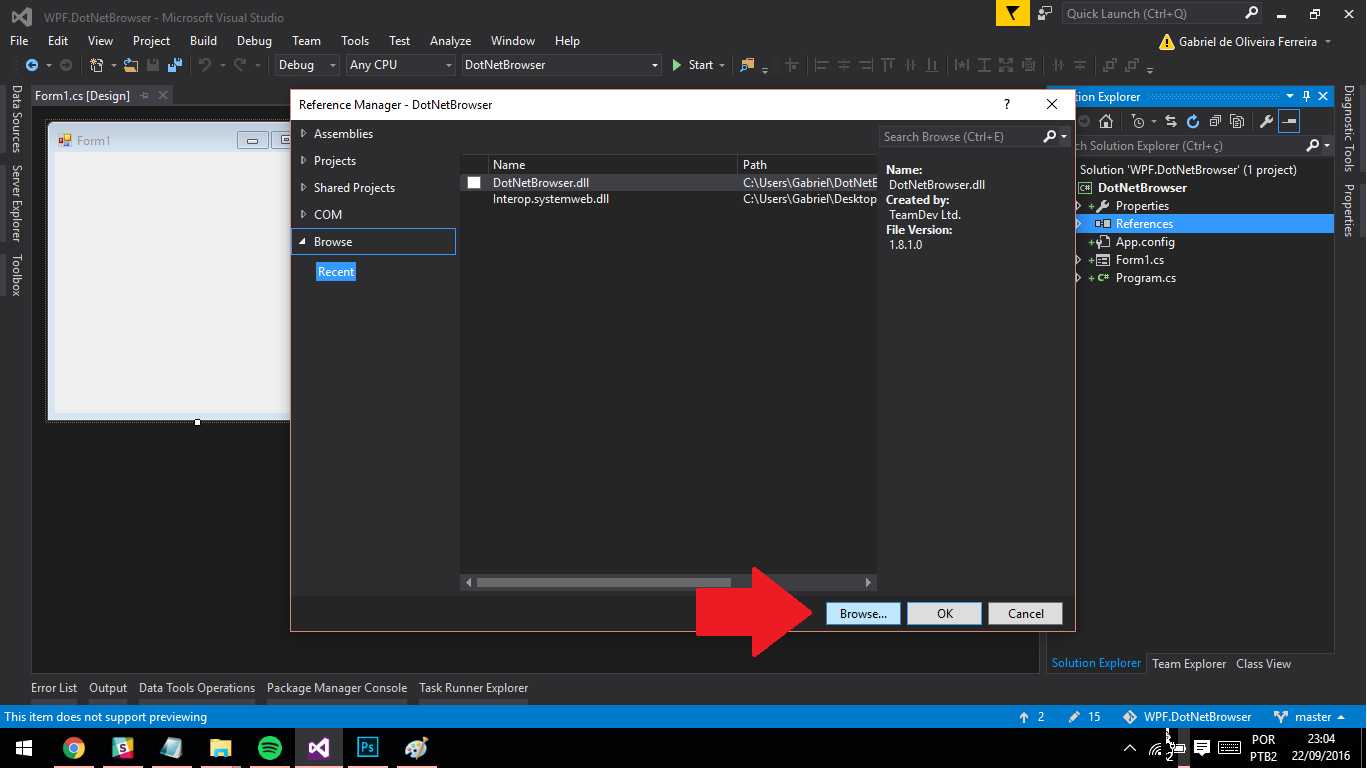 WPF.DotNetBrowser - Microsoft Visual Studio
Quick Launch (Ctrl+Q)
File Edit View Project Build Debug Team Tools Test Analyze Window Help
Gabriel de Oliveira Ferreira
Debug Any CPU DotNetBrowser Start
Form1.cs [Design]
Data Sources
Server Explorer
Toolbox
Form1
Reference Manager - DotNetBrowser
?
Assemblies
Projects
Shared Projects
COM
Browse
Recent
Search Browse (Ctrl+E)
Name Path
DotNetBrowser.dll C:\Users\Gabriel\DotNetB
Interop.systemweb.dll C:\Users\Gabriel\Desktop
Name:
DotNetBrowser.dll
Created by:
TeamDev Ltd.
File Version:
1.8.1.0
Browse... OK Cancel
tion Explorer
ch Solution Explorer (Ctrl+ç)
Solution 'WPF.DotNetBrowser' (1 project)
C# DotNetBrowser
Properties
References
App.config
Form1.cs
C# Program.cs
Diagnostic Tools
Properties
Solution Explorer Team Explorer Class View
Error List Output Data Tools Operations Package Manager Console Task Runner Explorer
This item does not support previewing
2 15 WPF.DotNetBrowser master
Ps
POR
PTB2
23:04
22/09/2016